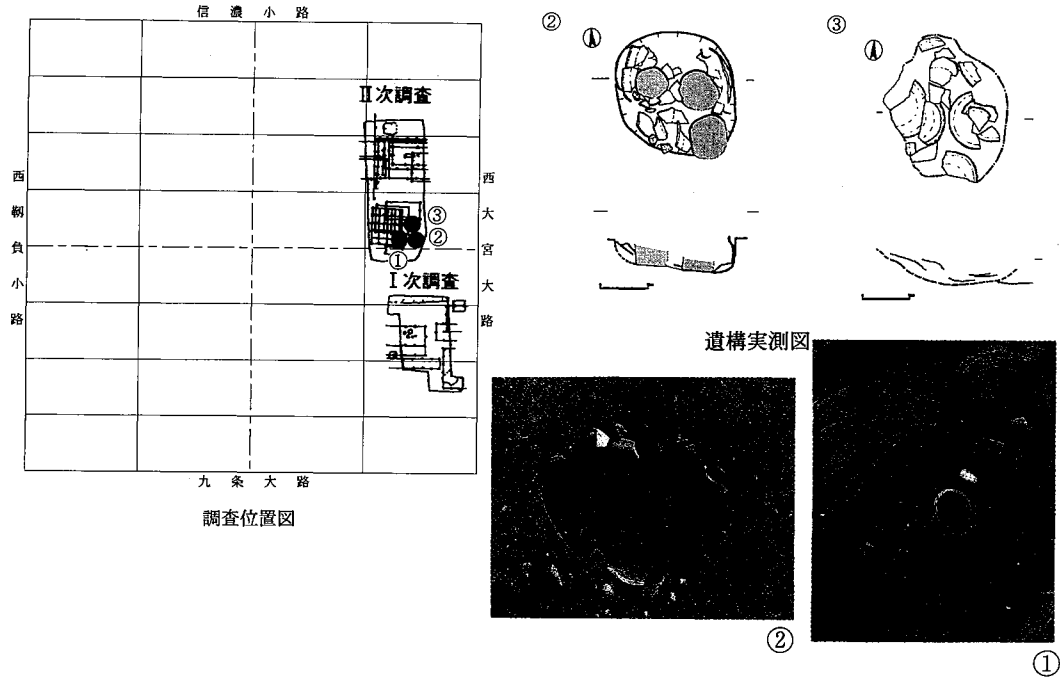 信濃小路
②
③
Ⅱ次調査
西靱負小路
西大宮大路
③
②
①
Ⅰ次調査
遺構実測図
九条大路
調査位置図
②
①